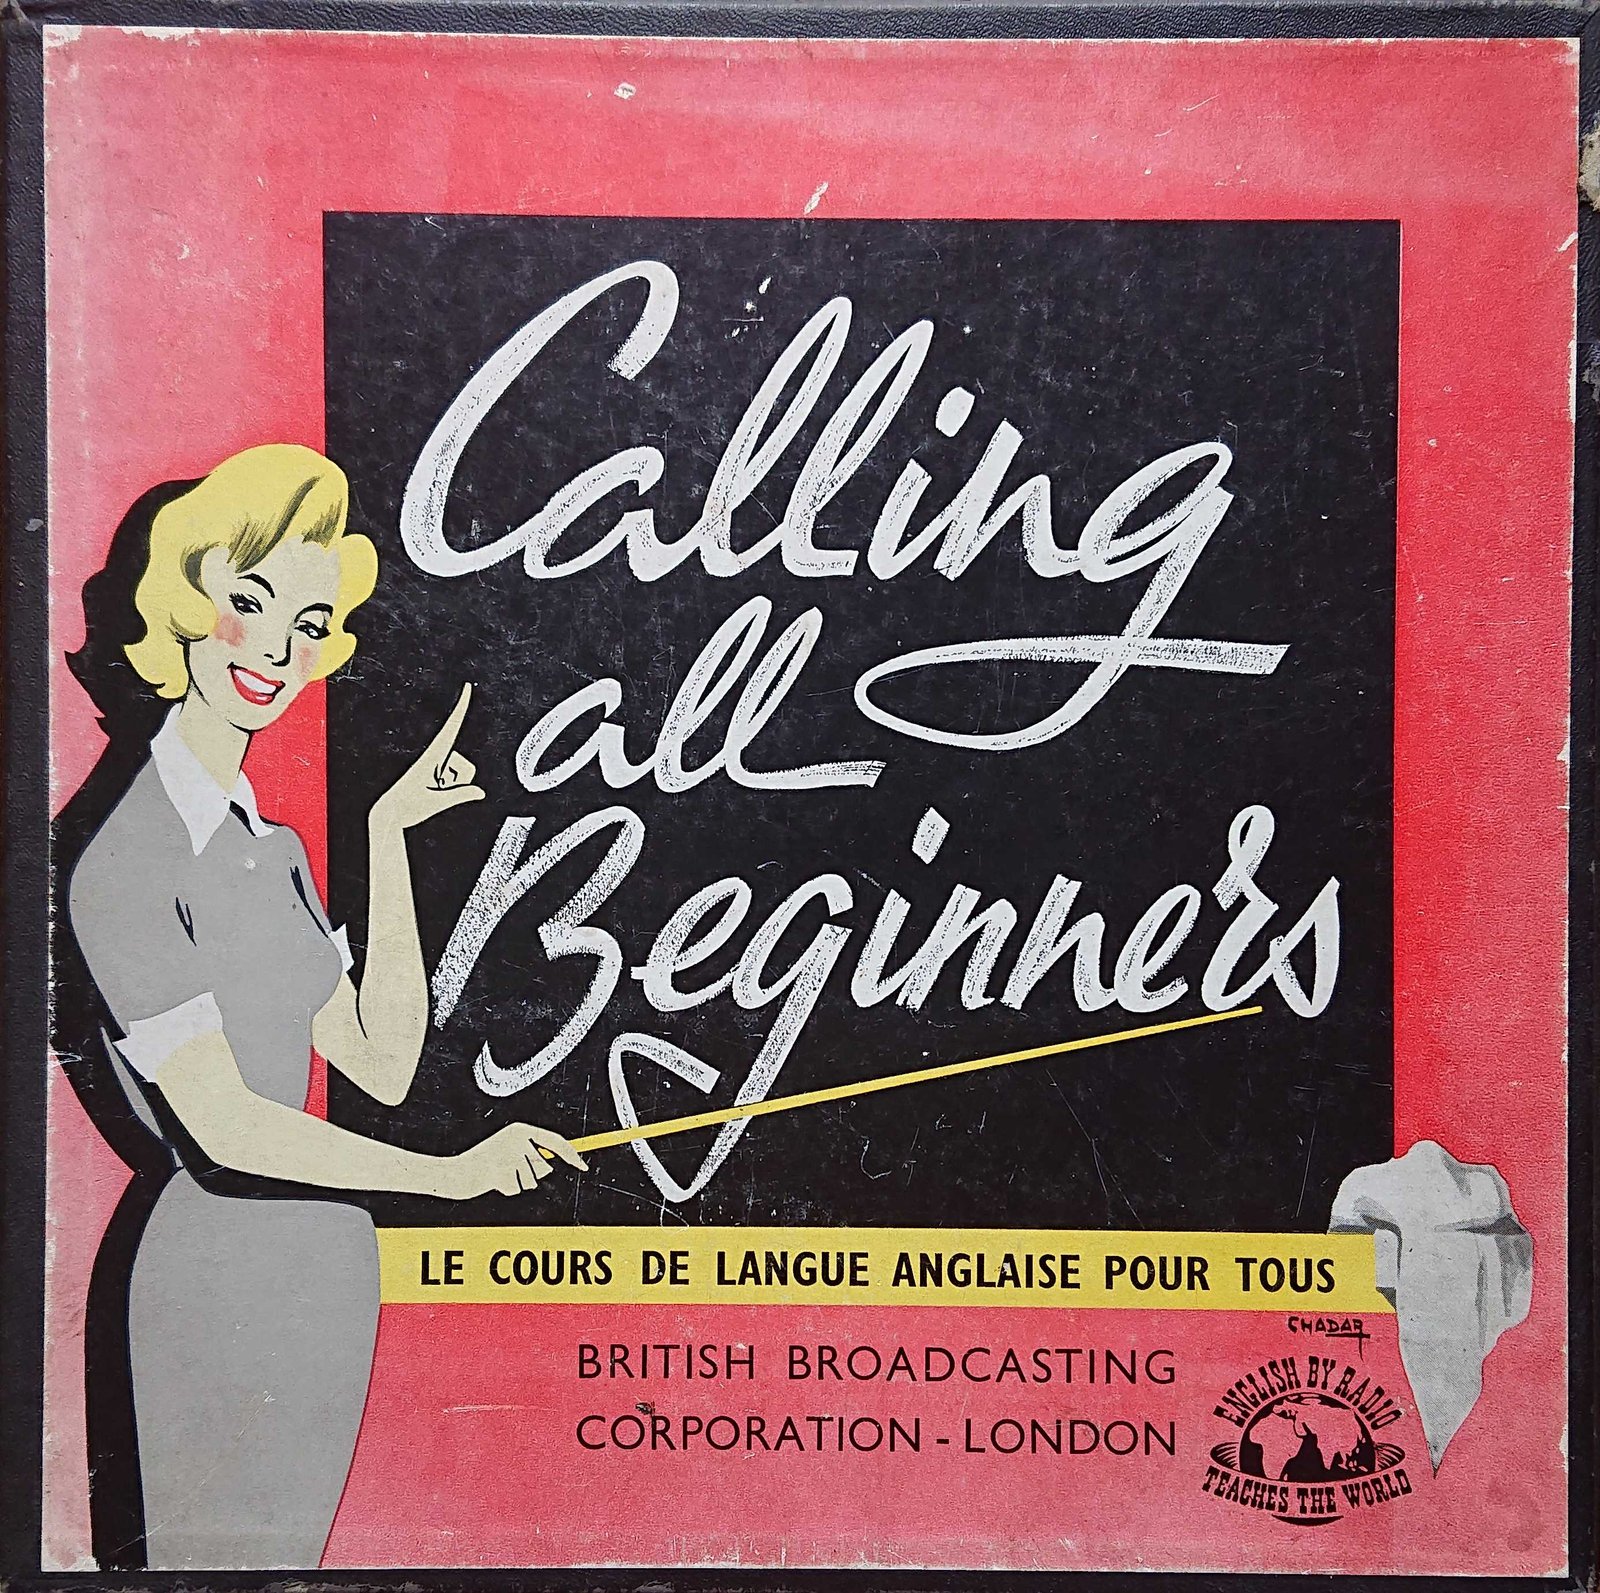 Calling
all
Beginners
LE COURS DE LANGUE ANGLAISE POUR TOUS
CHADAR
BRITISH BROADCASTING
CORPORATION - LONDON
ENGLISH BY RADIO
TEACHES THE WORLD